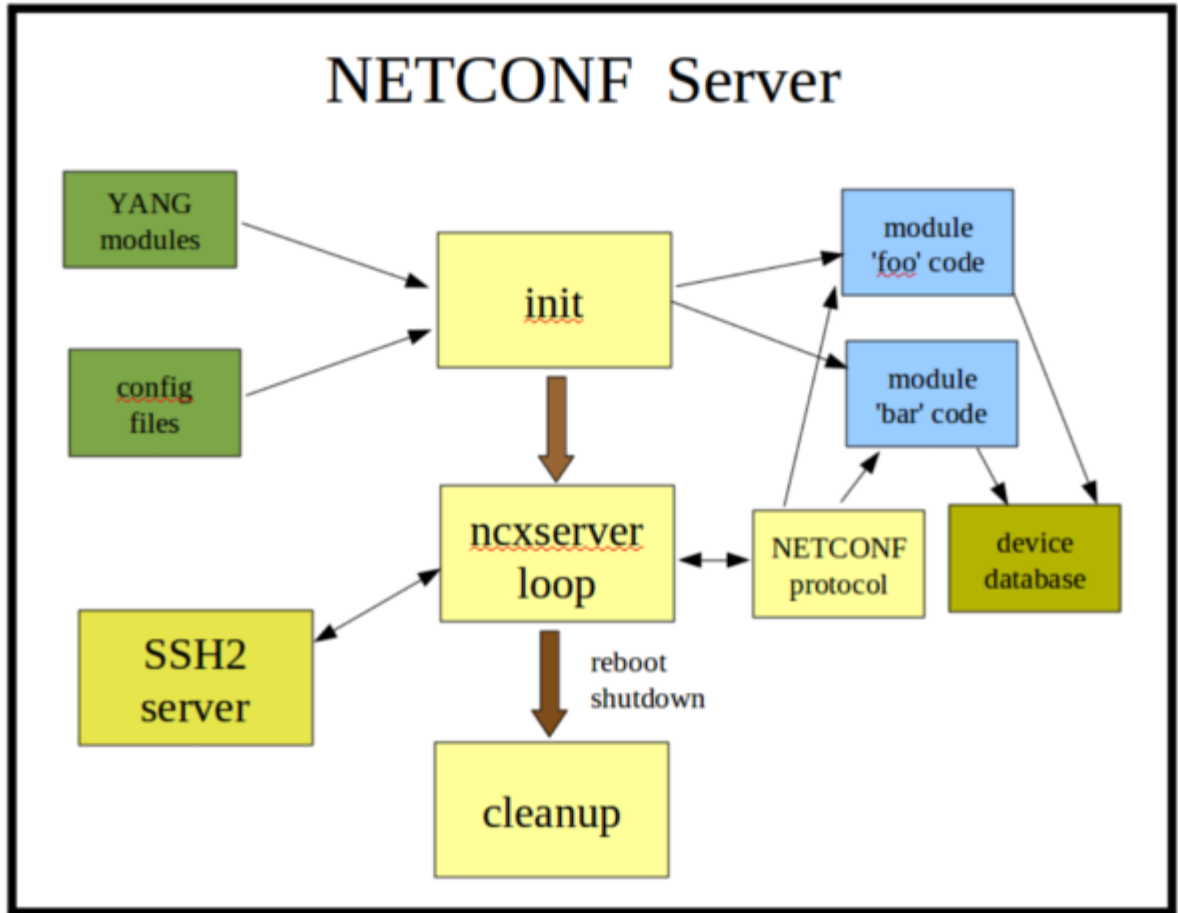 NETCONF Server
YANG
modules
config
files
init
module
'foo' code
module
'bar' code
ncxserver
loop
NETCONF
protocol
device
database
SSH2
server
reboot
shutdown
cleanup